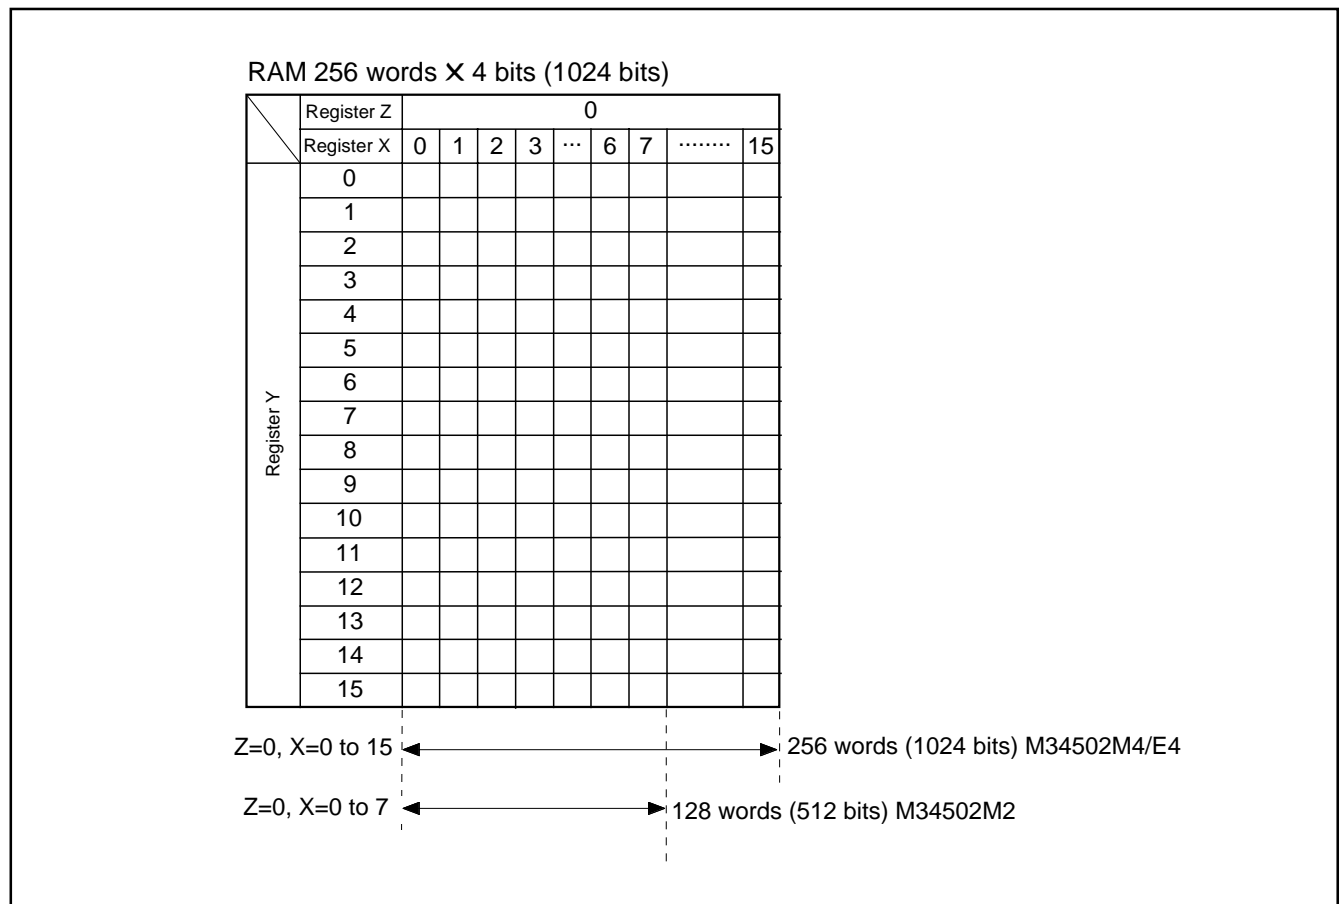 RAM 256 words × 4 bits (1024 bits)
Register Z 0
Register X 0 1 2 3 ... 6 7 ........ 15
Register Y
0
1
2
3
4
5
6
7
8
9
10
11
12
13
14
15
Z=0, X=0 to 15 256 words (1024 bits) M34502M4/E4
Z=0, X=0 to 7 128 words (512 bits) M34502M2